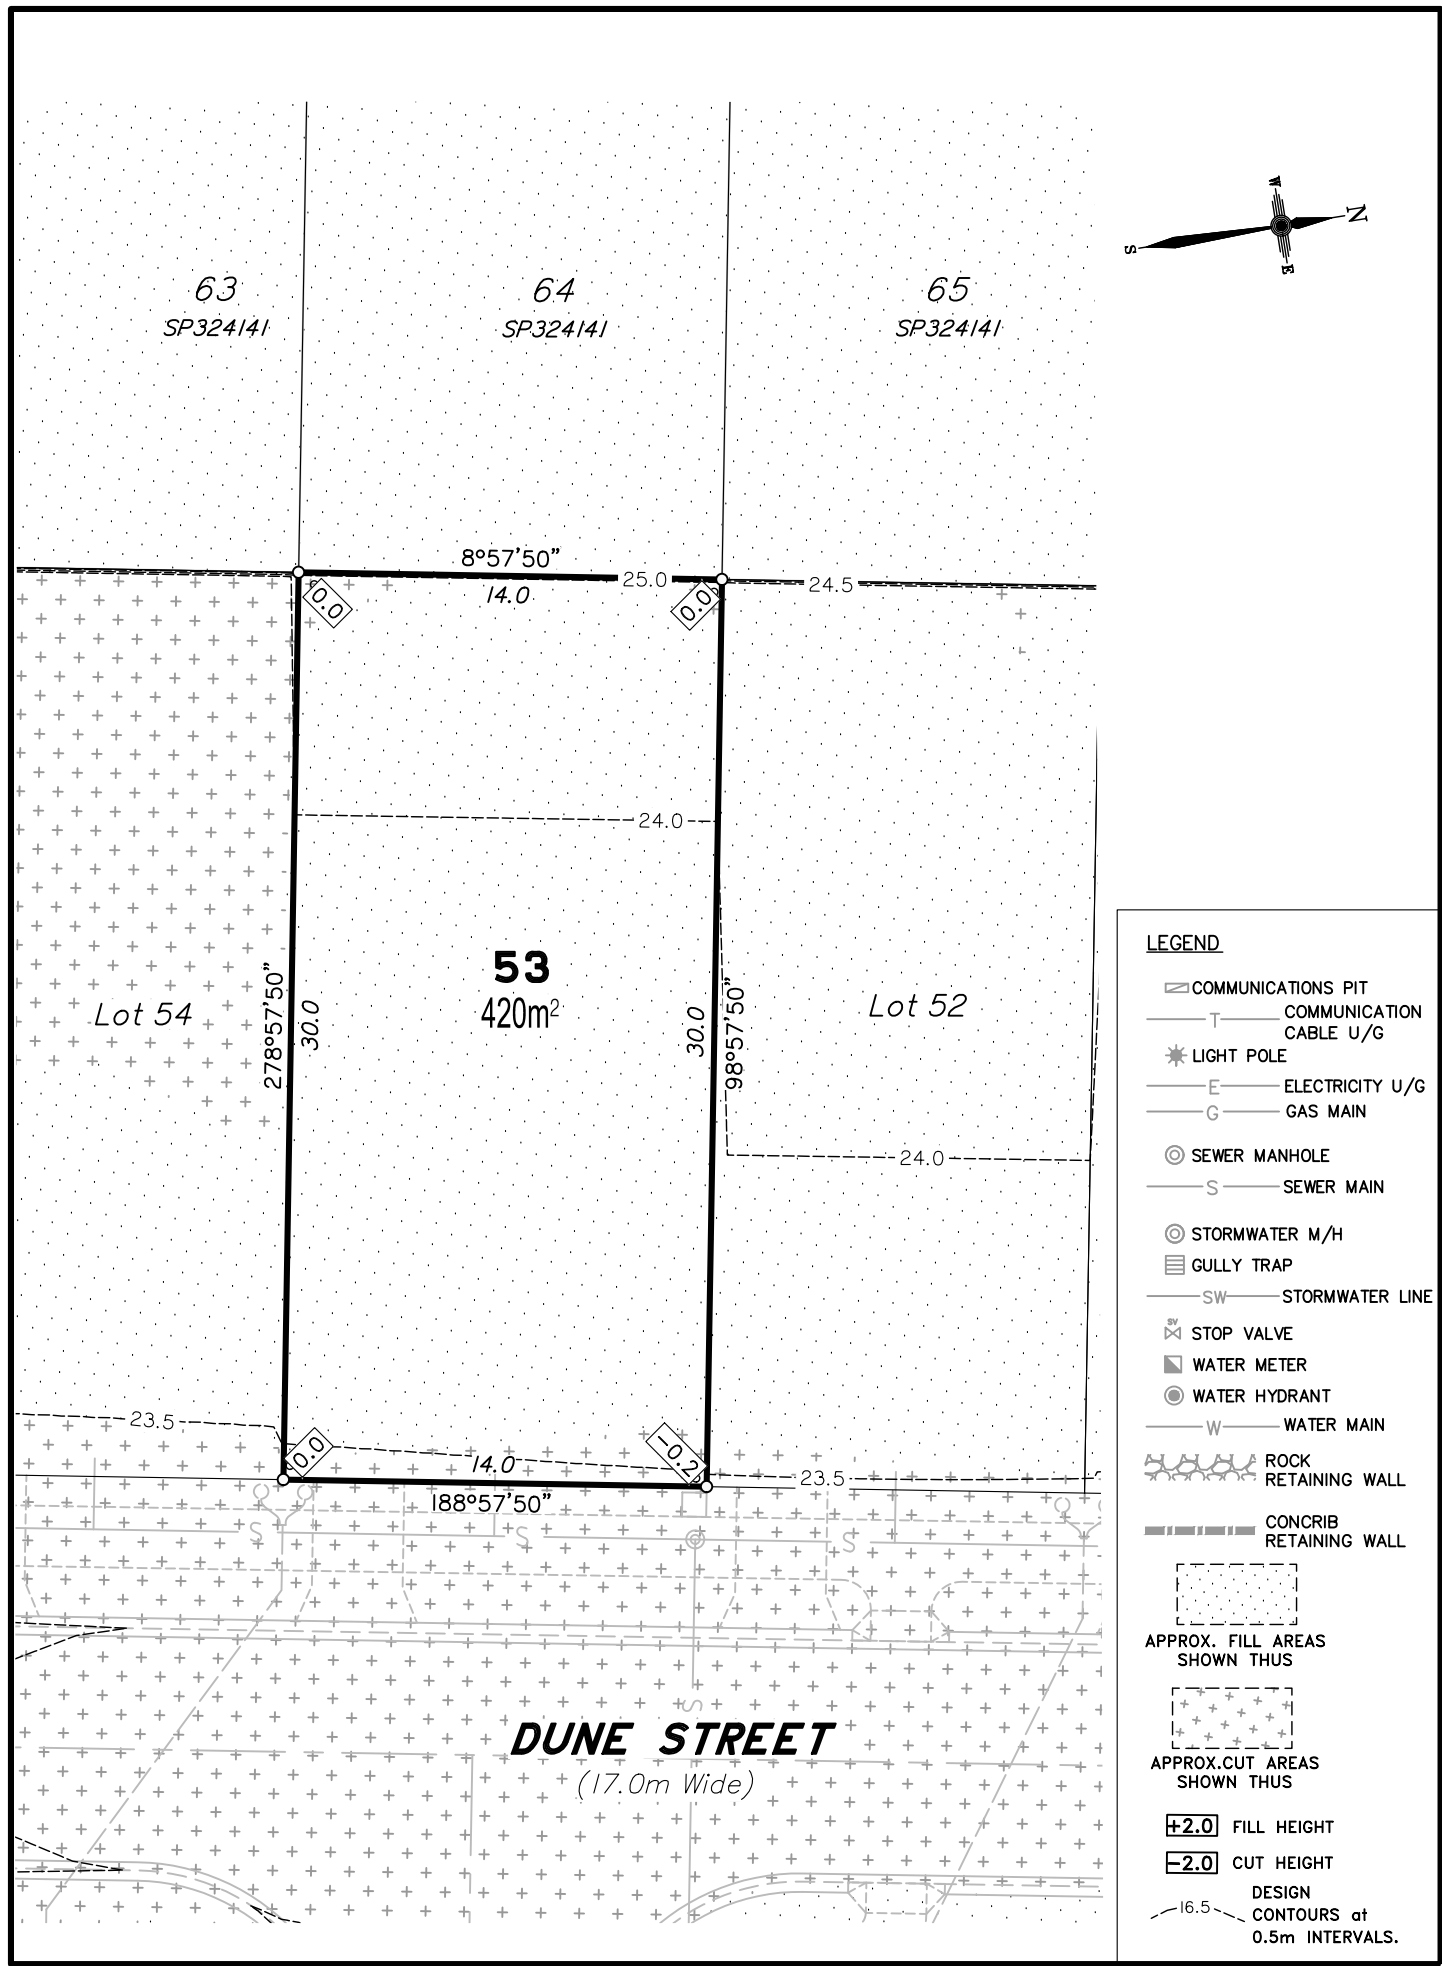 W
N
S
E
63
SP324141
64
SP324141
65
SP324141
8°57'50"
14.0
25.0
24.5
0.0
0.0
24.0
53
420m²
Lot 54
278°57'50"
30.0
30.0
98°57'50"
Lot 52
24.0
23.5
0.0
-0.2
14.0
23.5
188°57'50"
S
S
S
S
DUNE STREET
(17.0m Wide)
LEGEND
COMMUNICATIONS PIT
T
COMMUNICATION
CABLE U/G
LIGHT POLE
E
ELECTRICITY U/G
G
GAS MAIN
SEWER MANHOLE
S
SEWER MAIN
STORMWATER M/H
GULLY TRAP
SW
STORMWATER LINE
SV
STOP VALVE
WATER METER
WATER HYDRANT
W
WATER MAIN
ROCK
RETAINING WALL
CONCRIB
RETAINING WALL
APPROX. FILL AREAS
SHOWN THUS
APPROX.CUT AREAS
SHOWN THUS
+2.0 FILL HEIGHT
-2.0 CUT HEIGHT
16.5
DESIGN
CONTOURS at
0.5m INTERVALS.